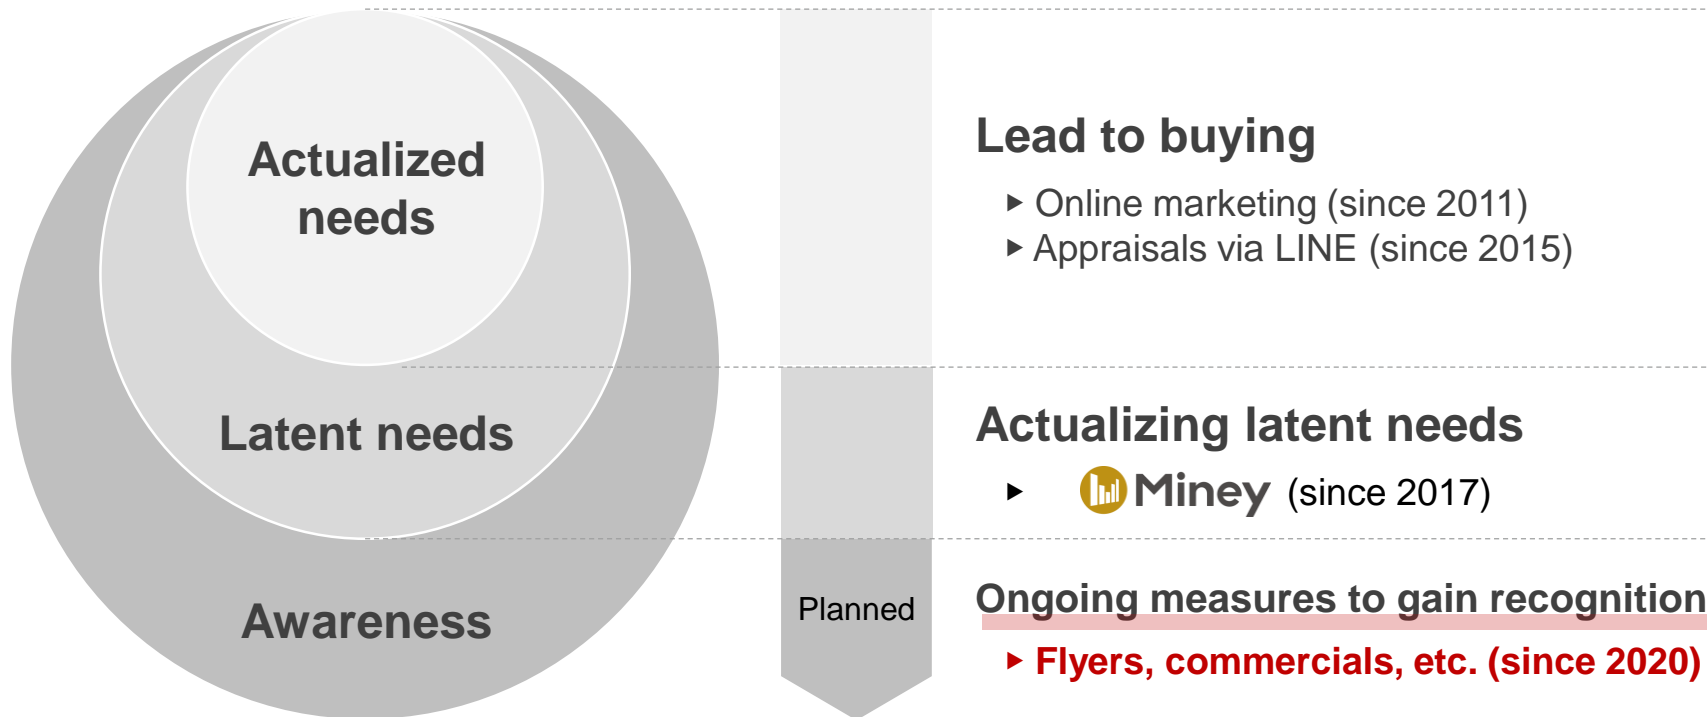 Actualized
needs
Latent needs
Awareness
Planned
Lead to buying
▶ Online marketing (since 2011)
▶ Appraisals via LINE (since 2015)
Actualizing latent needs
▶ Miney (since 2017)
Ongoing measures to gain recognition
▶ Flyers, commercials, etc. (since 2020)